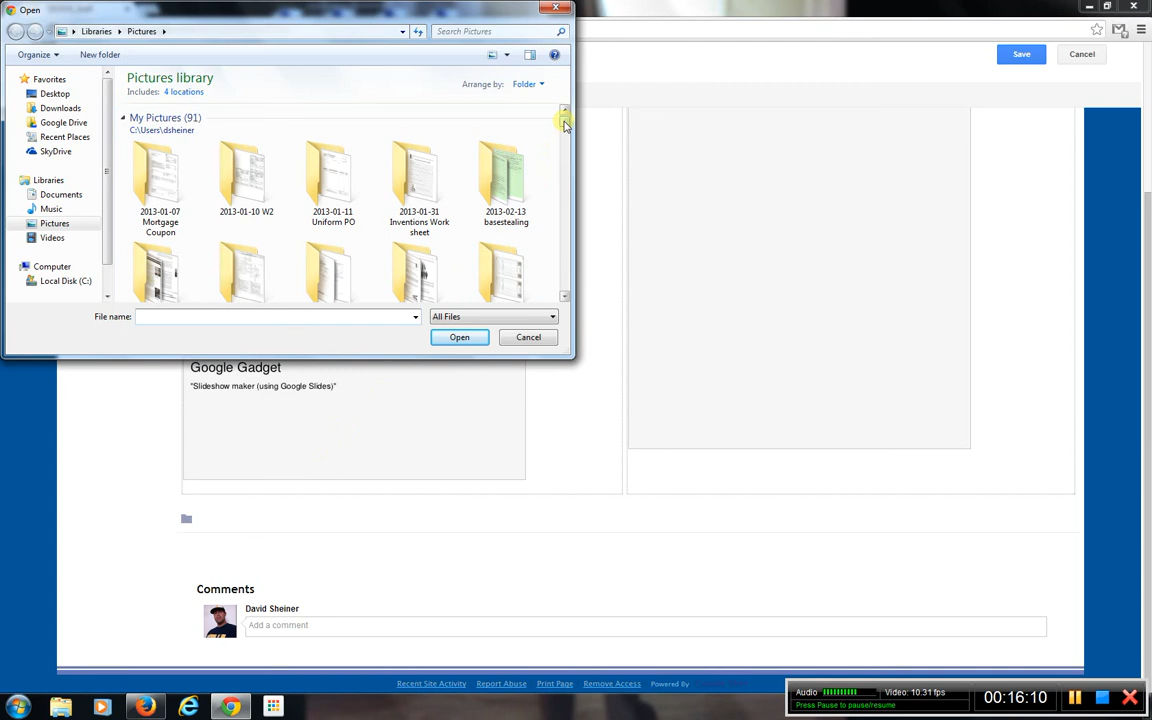 Open
Libraries
Pictures
Search Pictures
Organize
New folder
Save
Cancel
Favorites
Desktop
Downloads
Google Drive
Recent Places
SkyDrive
Libraries
Documents
Music
Pictures
Videos
Computer
Local Disk (C:)
Pictures library
Includes: 4 locations
Arrange by: Folder
My Pictures (91)
C:\Users\dsheiner
2013-01-07
Mortgage
Coupon
2013-01-10 W2
2013-01-11
Uniform PO
2013-01-31
Inventions Work
sheet
2013-02-13
basestealing
File name:
All Files
Open
Cancel
Google Gadget
"Slideshow maker (using Google Slides)"
Comments
David Sheiner
Add a comment
Recent Site Activity
Report Abuse
Print Page
Remove Access
Powered By
Audio
Video: 10.31 fps
Press Pause to pause/resume
00:16:10